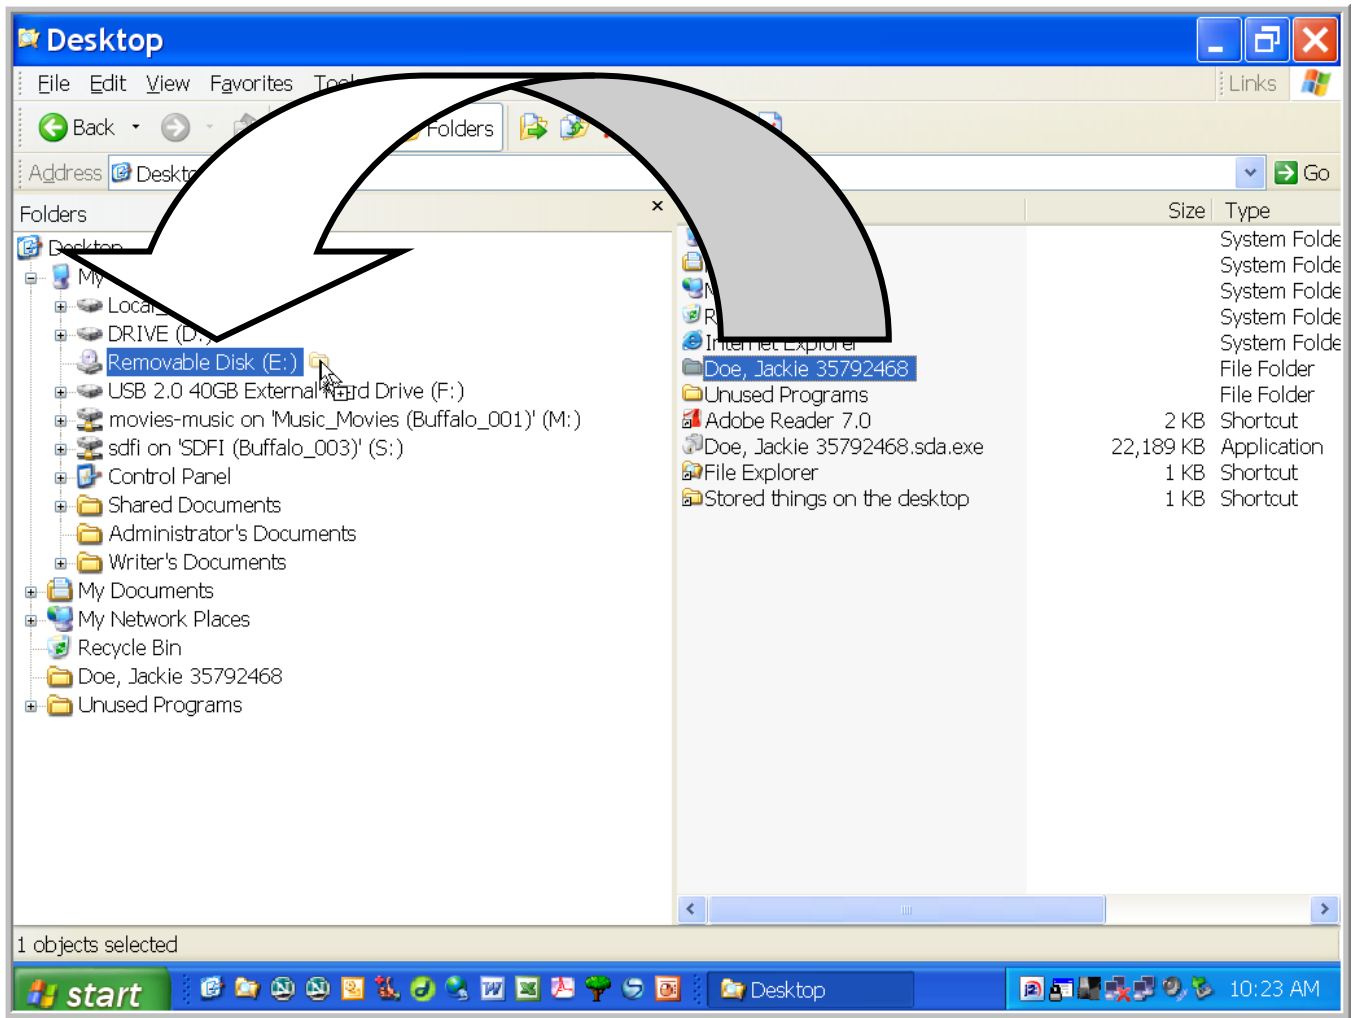 Desktop
File Edit View Favorites
Links
Back
Folders
Address
Go
Folders
Size Type
Desktop
My
System Folde
System Folde
System Folde
System Folde
Internet Explorer
System Folde
DRIVE (D:)
Removable Disk (E:)
USB 2.0 40GB External Hard Drive (F:)
movies-music on 'Music_Movies (Buffalo_001)' (M:)
sdfi on 'SDFI (Buffalo_003)' (S:)
Control Panel
Shared Documents
Administrator's Documents
Writer's Documents
My Documents
My Network Places
Recycle Bin
Doe, Jackie 35792468
Unused Programs
Doe, Jackie 35792468 File Folder
Unused Programs File Folder
Adobe Reader 7.0 2 KB Shortcut
Doe, Jackie 35792468.sda.exe 22,189 KB Application
File Explorer 1 KB Shortcut
Stored things on the desktop 1 KB Shortcut
1 objects selected
start
Desktop
10:23 AM